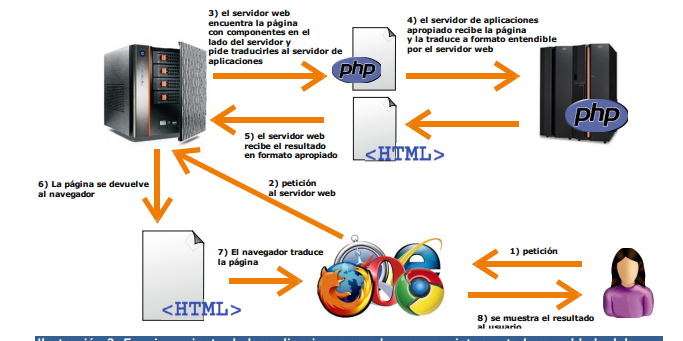 3) el servidor web
encuentra la página
con componentes en el
lado del servidor y
pide traducirles al servidor de
aplicaciones
4) el servidor de aplicaciones
apropiado recibe la página
y la traduce a formato entendible
por el servidor web
php
php
5) el servidor web
recibe el resultado
en formato apropiado
<HTML>
6) La página se devuelve
al navegador
2) petición
al servidor web
7) El navegador traduce
la página
1) petición
<HTML>
8) se muestra el resultado
al usuario